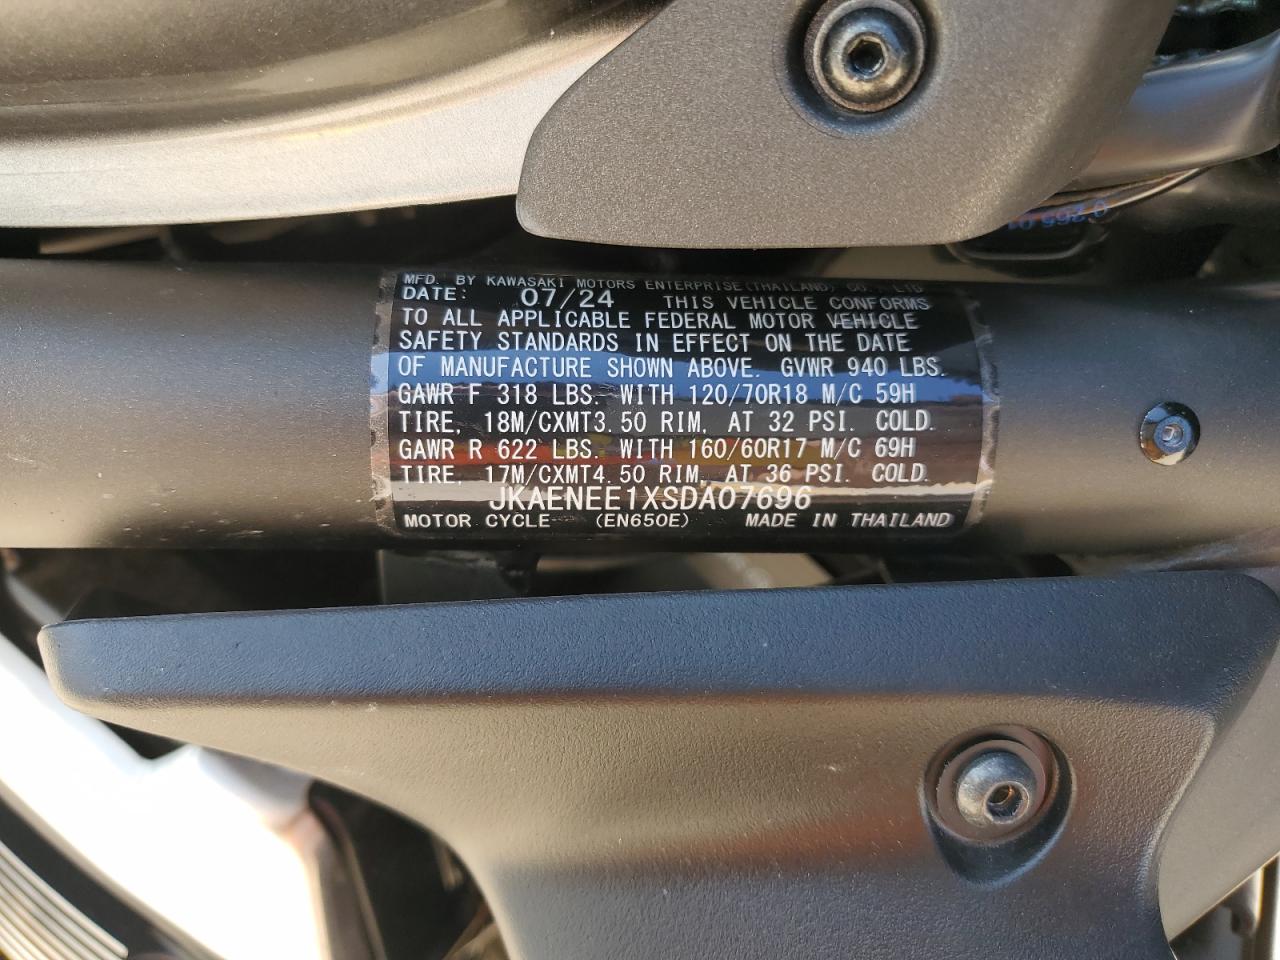 MFD. BY KAWASAKI MOTORS ENTERPRISE(THAILAND) CO., LTD
DATE: 07/24 THIS VEHICLE CONFORMS
TO ALL APPLICABLE FEDERAL MOTOR VEHICLE
SAFETY STANDARDS IN EFFECT ON THE DATE
OF MANUFACTURE SHOWN ABOVE. GVWR 940 LBS.
GAWR F 318 LBS. WITH 120/70R18 M/C 59H
TIRE, 18M/CXMT3.50 RIM, AT 32 PSI. COLD.
GAWR R 622 LBS. WITH 160/60R17 M/C 69H
TIRE, 17M/CXMT4.50 RIM, AT 36 PSI. COLD.
JKAENEE1XSDA07696
MOTOR CYCLE (EN650E) MADE IN THAILAND